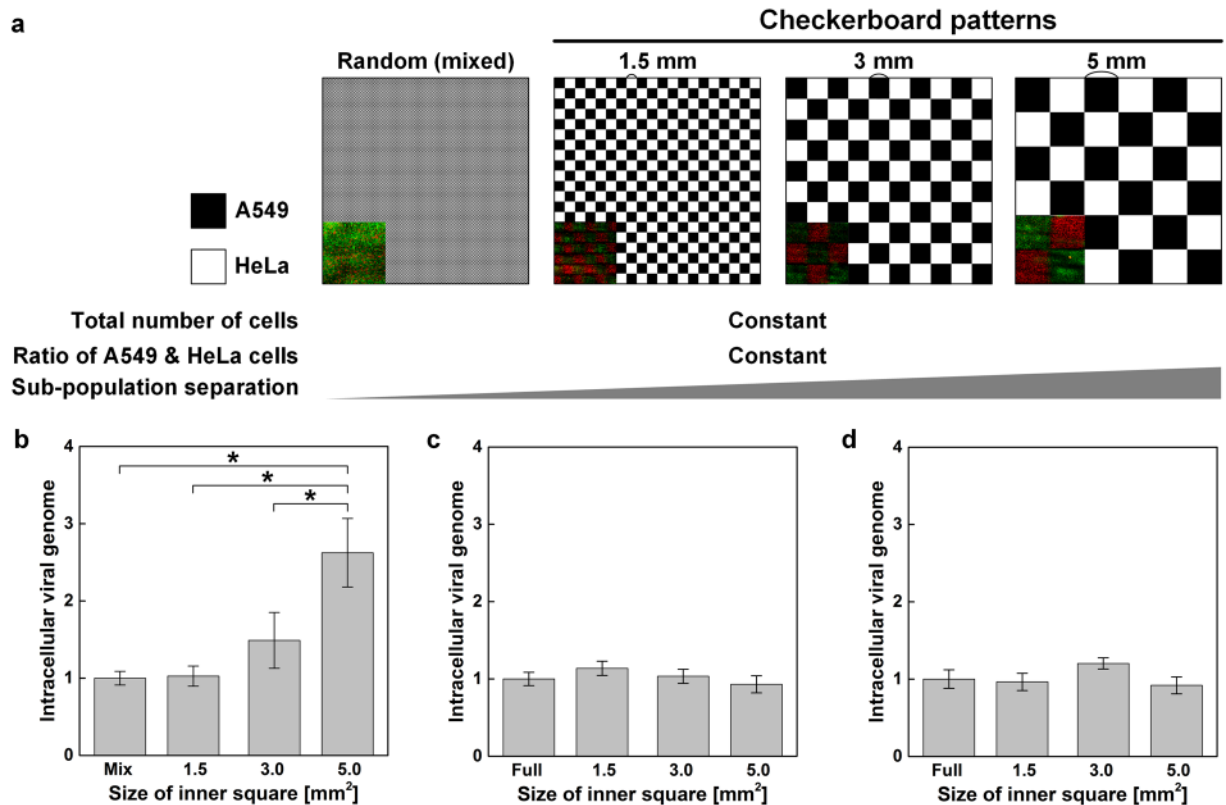 a
Checkerboard patterns
Random (mixed)
1.5 mm
3 mm
5 mm
A549
HeLa
Total number of cells
Constant
Ratio of A549 & HeLa cells
Constant
Sub-population separation
b
4
3
2
1
0
Intracellular viral genome
*
*
*
Mix
1.5
3.0
5.0
Size of inner square [mm²]
c
4
3
2
1
0
Intracellular viral genome
Full
1.5
3.0
5.0
Size of inner square [mm²]
d
4
3
2
1
0
Intracellular viral genome
Full
1.5
3.0
5.0
Size of inner square [mm²]